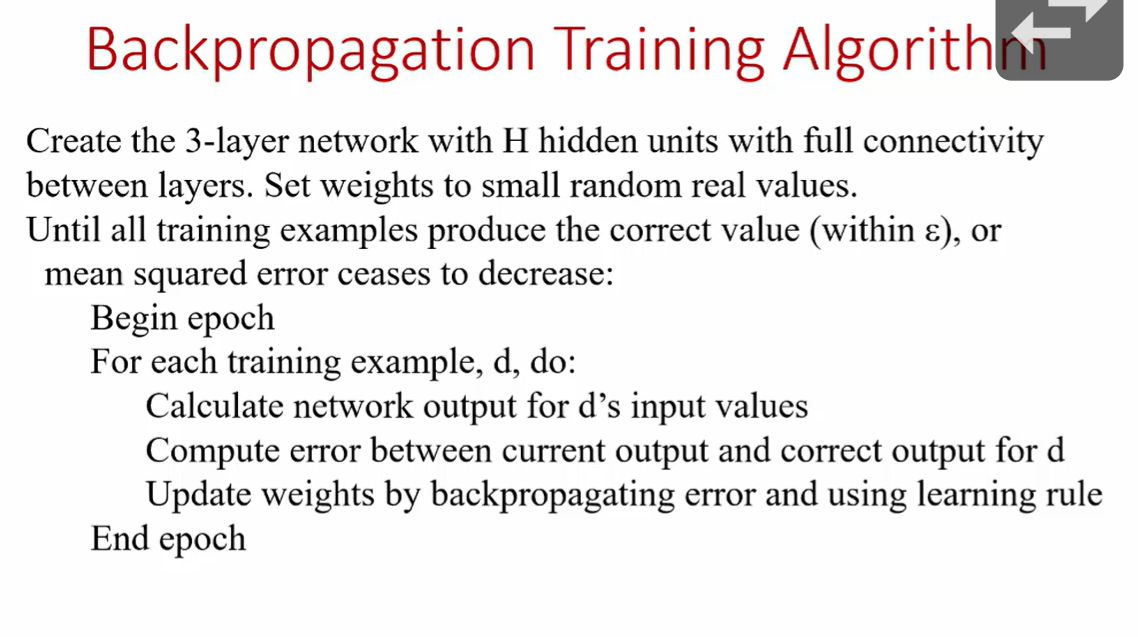 Backpropagation Training Algorithm
Create the 3-layer network with H hidden units with full connectivity
between layers. Set weights to small random real values.
Until all training examples produce the correct value (within ε), or
mean squared error ceases to decrease:
Begin epoch
For each training example, d, do:
Calculate network output for d’s input values
Compute error between current output and correct output for d
Update weights by backpropagating error and using learning rule
End epoch